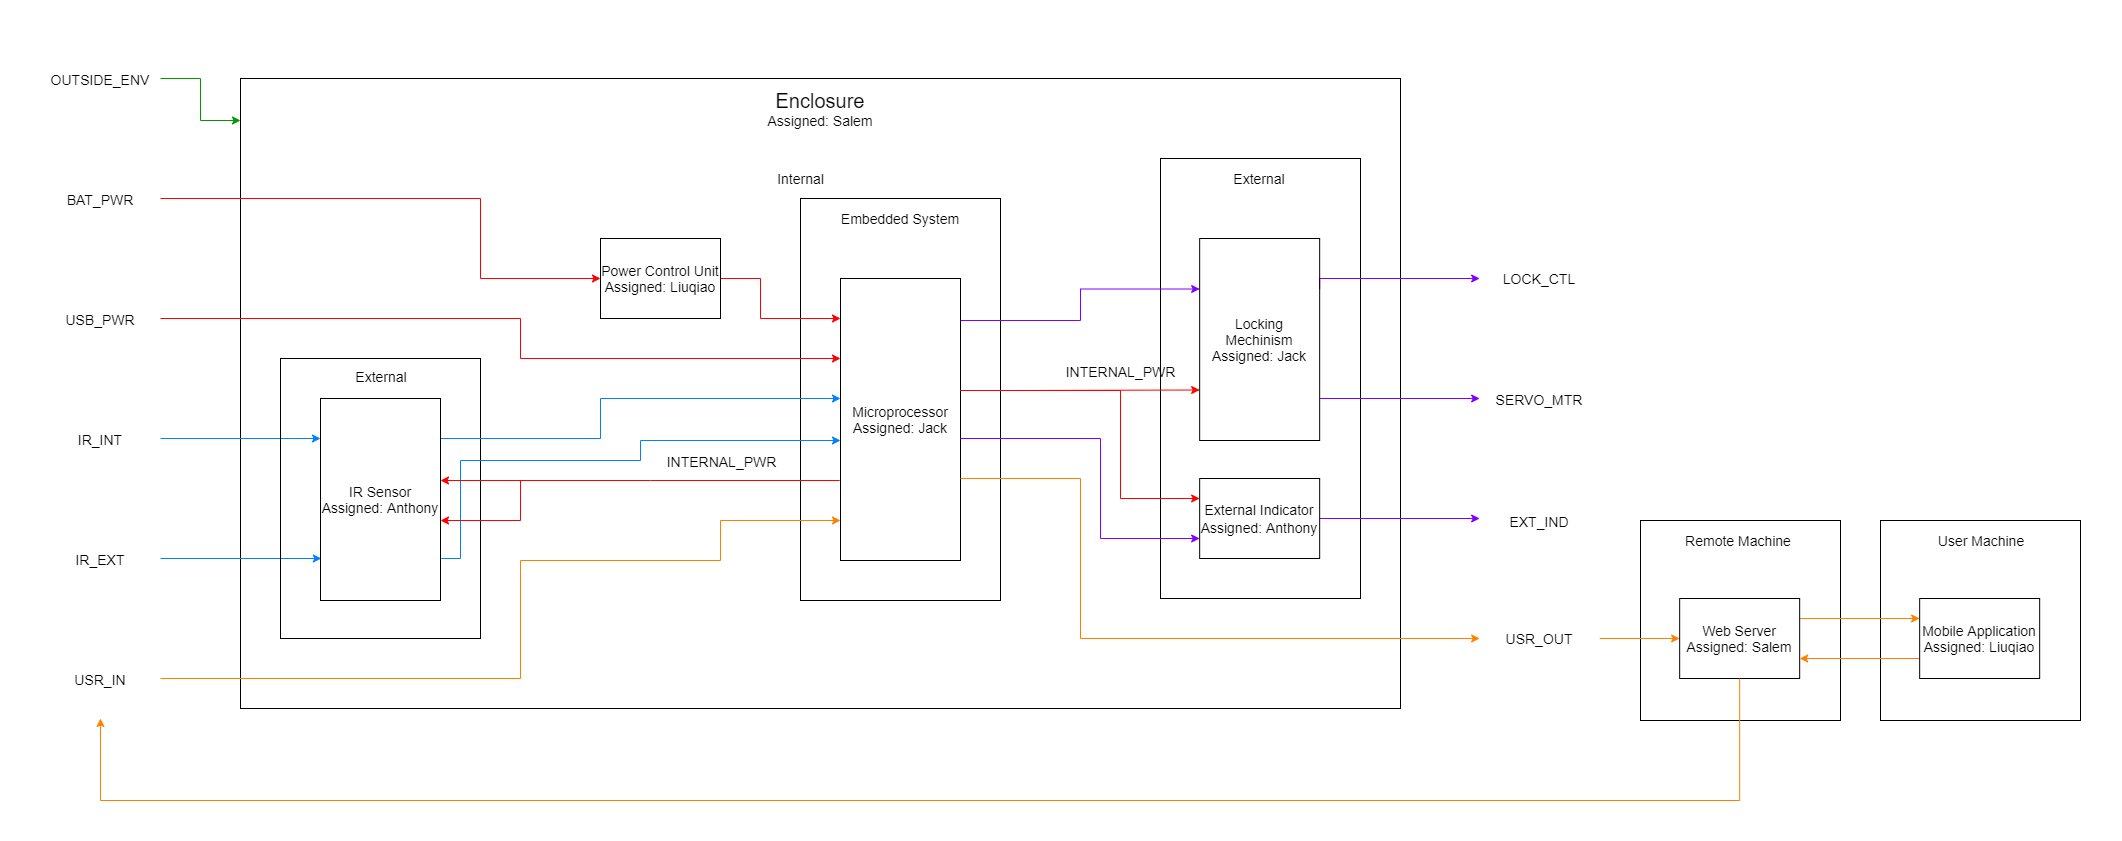 OUTSIDE_ENV
Enclosure
Assigned: Salem
BAT_PWR
Internal
External
Embedded System
Power Control Unit
Assigned: Liuqiao
LOCK_CTL
USB_PWR
Locking
Mechinism
Assigned: Jack
External
INTERNAL_PWR
SERVO_MTR
Microprocessor
Assigned: Jack
IR_INT
INTERNAL_PWR
IR Sensor
Assigned: Anthony
External Indicator
Assigned: Anthony
EXT_IND
IR_EXT
Remote Machine
User Machine
USR_IN
USR_OUT
Web Server
Assigned: Salem
Mobile Application
Assigned: Liuqiao